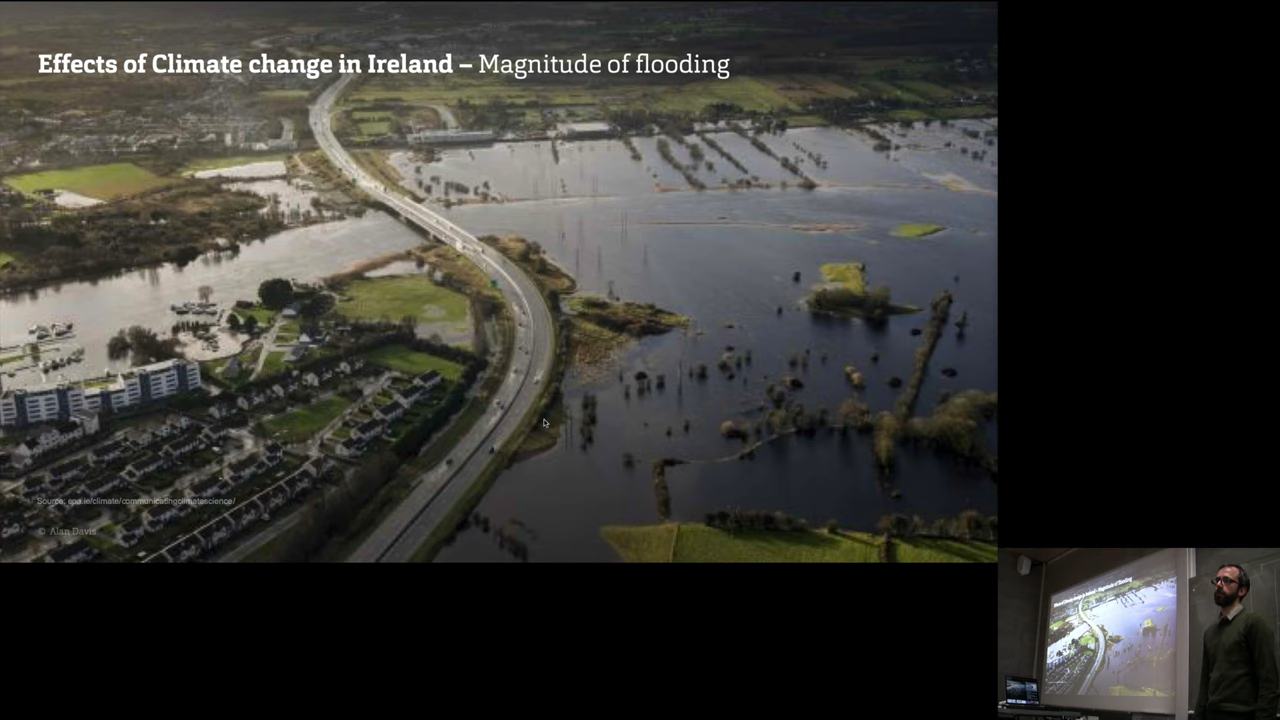 Effects of Climate change in Ireland – Magnitude of flooding
Source: epa.ie/climate/communicatingclimatescience/
© Alan Davis